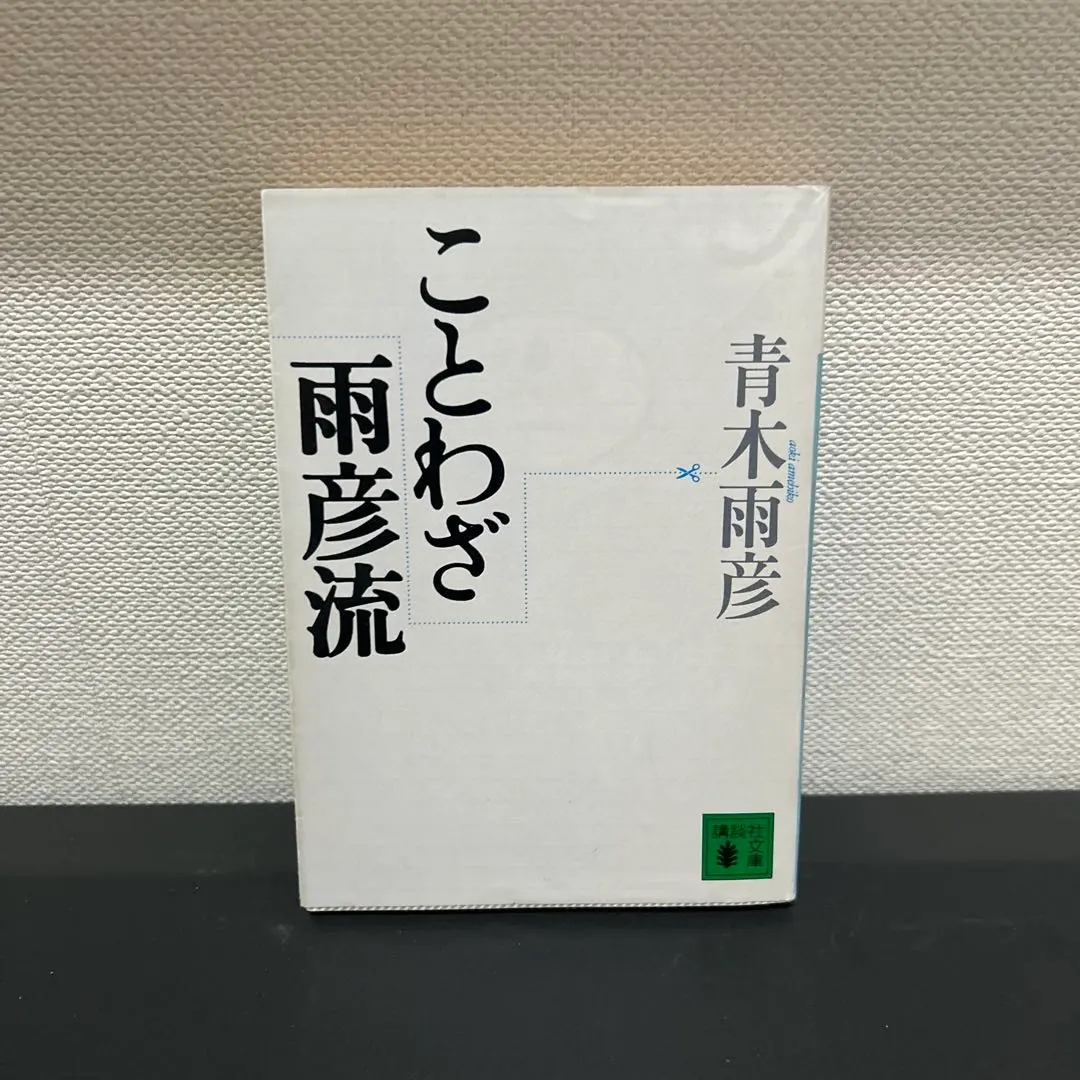 ことわざ
雨彦流
青木雨彦
aoki amehiko
講談社
文庫